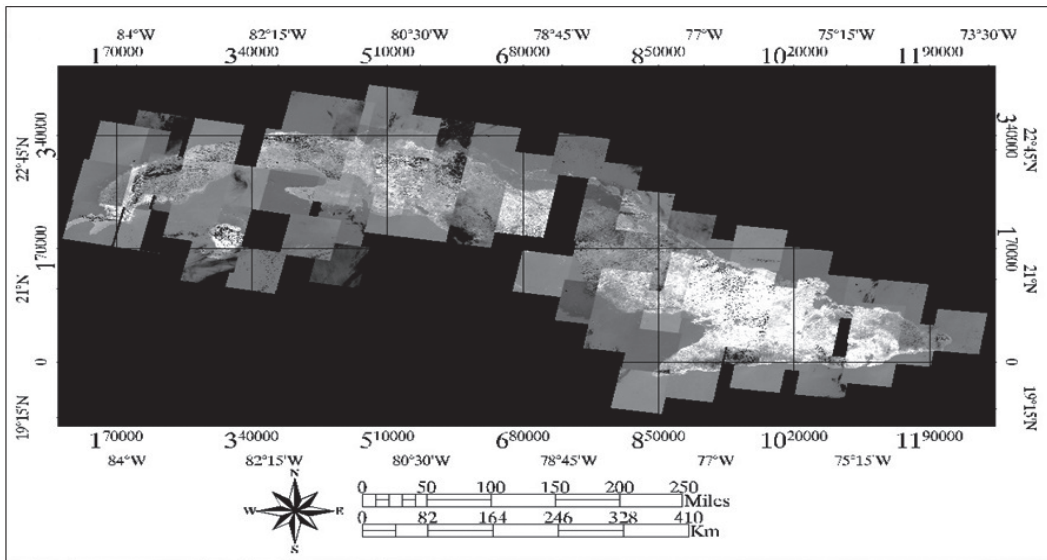 84°W 82°15'W 80°30'W 78°45'W 77°W 75°15'W 73°30'W
170000 340000 510000 680000 850000 1020000 1190000
22°45'N 340000 340000 22°45'N
21°N 170000 170000 21°N
19°15'N 0 0 19°15'N
170000 340000 510000 680000 850000 1020000 1190000
84°W 82°15'W 80°30'W 78°45'W 77°W 75°15'W
N
W E
S
0 50 100 150 200 250
Miles
0 82 164 246 328 410
Km